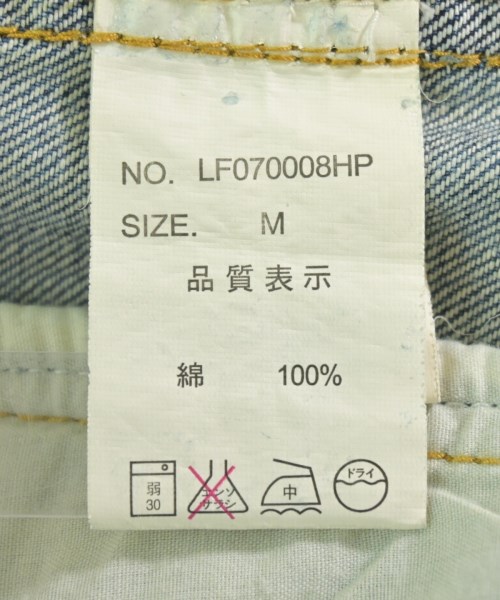 NO. LF070008HP
SIZE. M
品質表示
綿 100%
弱 エンソ 中 ドライ
30 サラシ